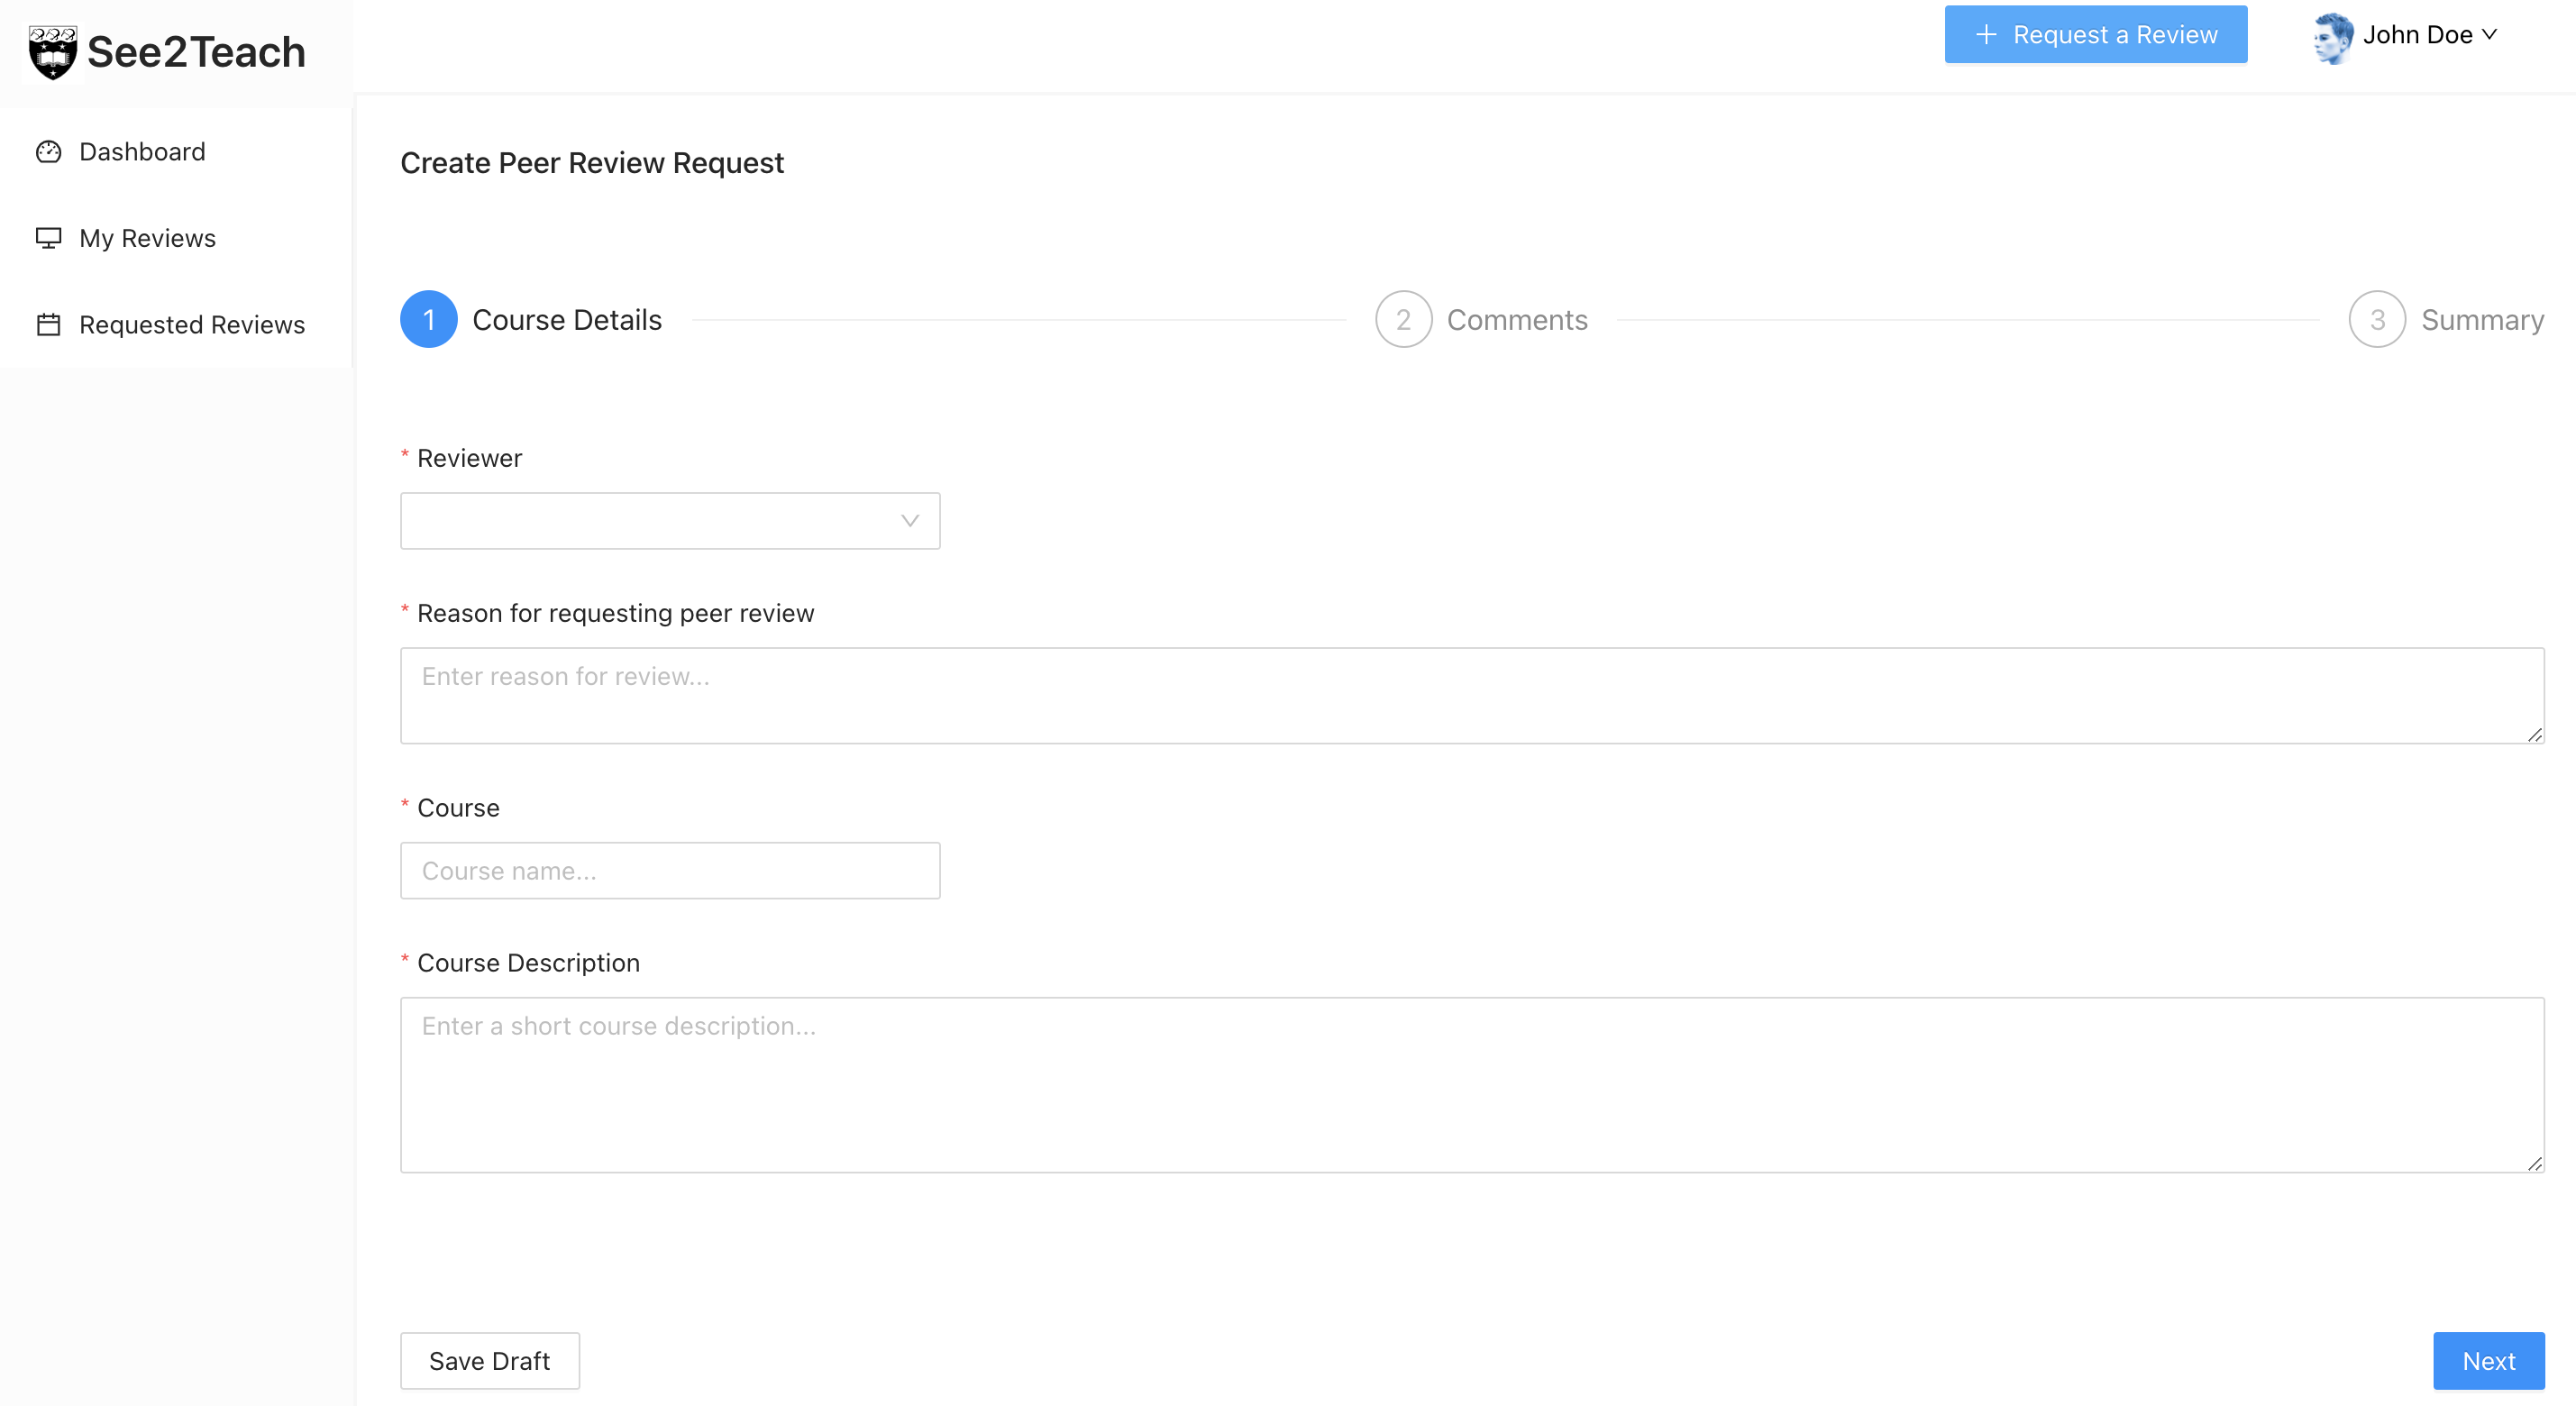 See2Teach
+ Request a Review
John Doe
Dashboard
My Reviews
Requested Reviews
Create Peer Review Request
1 Course Details
2 Comments
3 Summary
* Reviewer
* Reason for requesting peer review
Enter reason for review...
* Course
Course name...
* Course Description
Enter a short course description...
Save Draft
Next